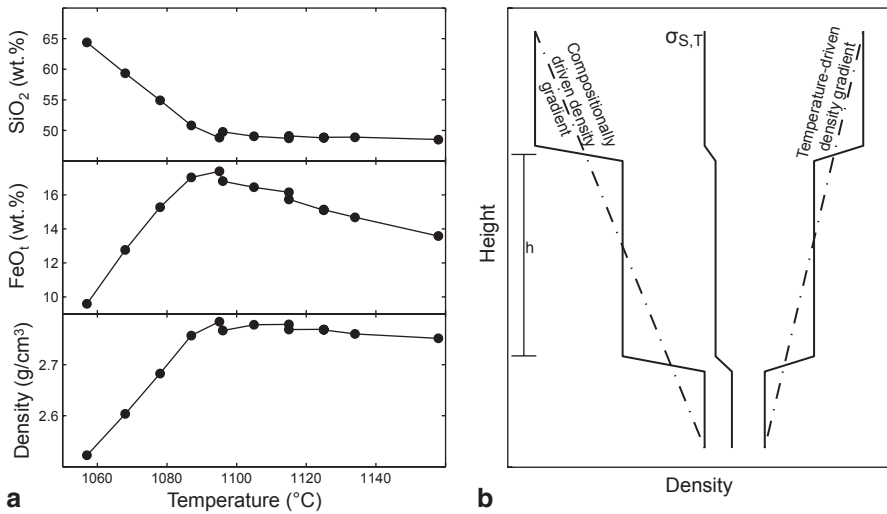 SiO2 (wt.%)
65
60
55
50
FeOt (wt.%)
16
14
12
10
Density (g/cm³)
2.7
2.6
1060
1080
1100
1120
1140
Temperature (°C)
a
σS,T
Compositionally
driven density
gradient
Temperature-driven
density gradient
Height
h
Density
b